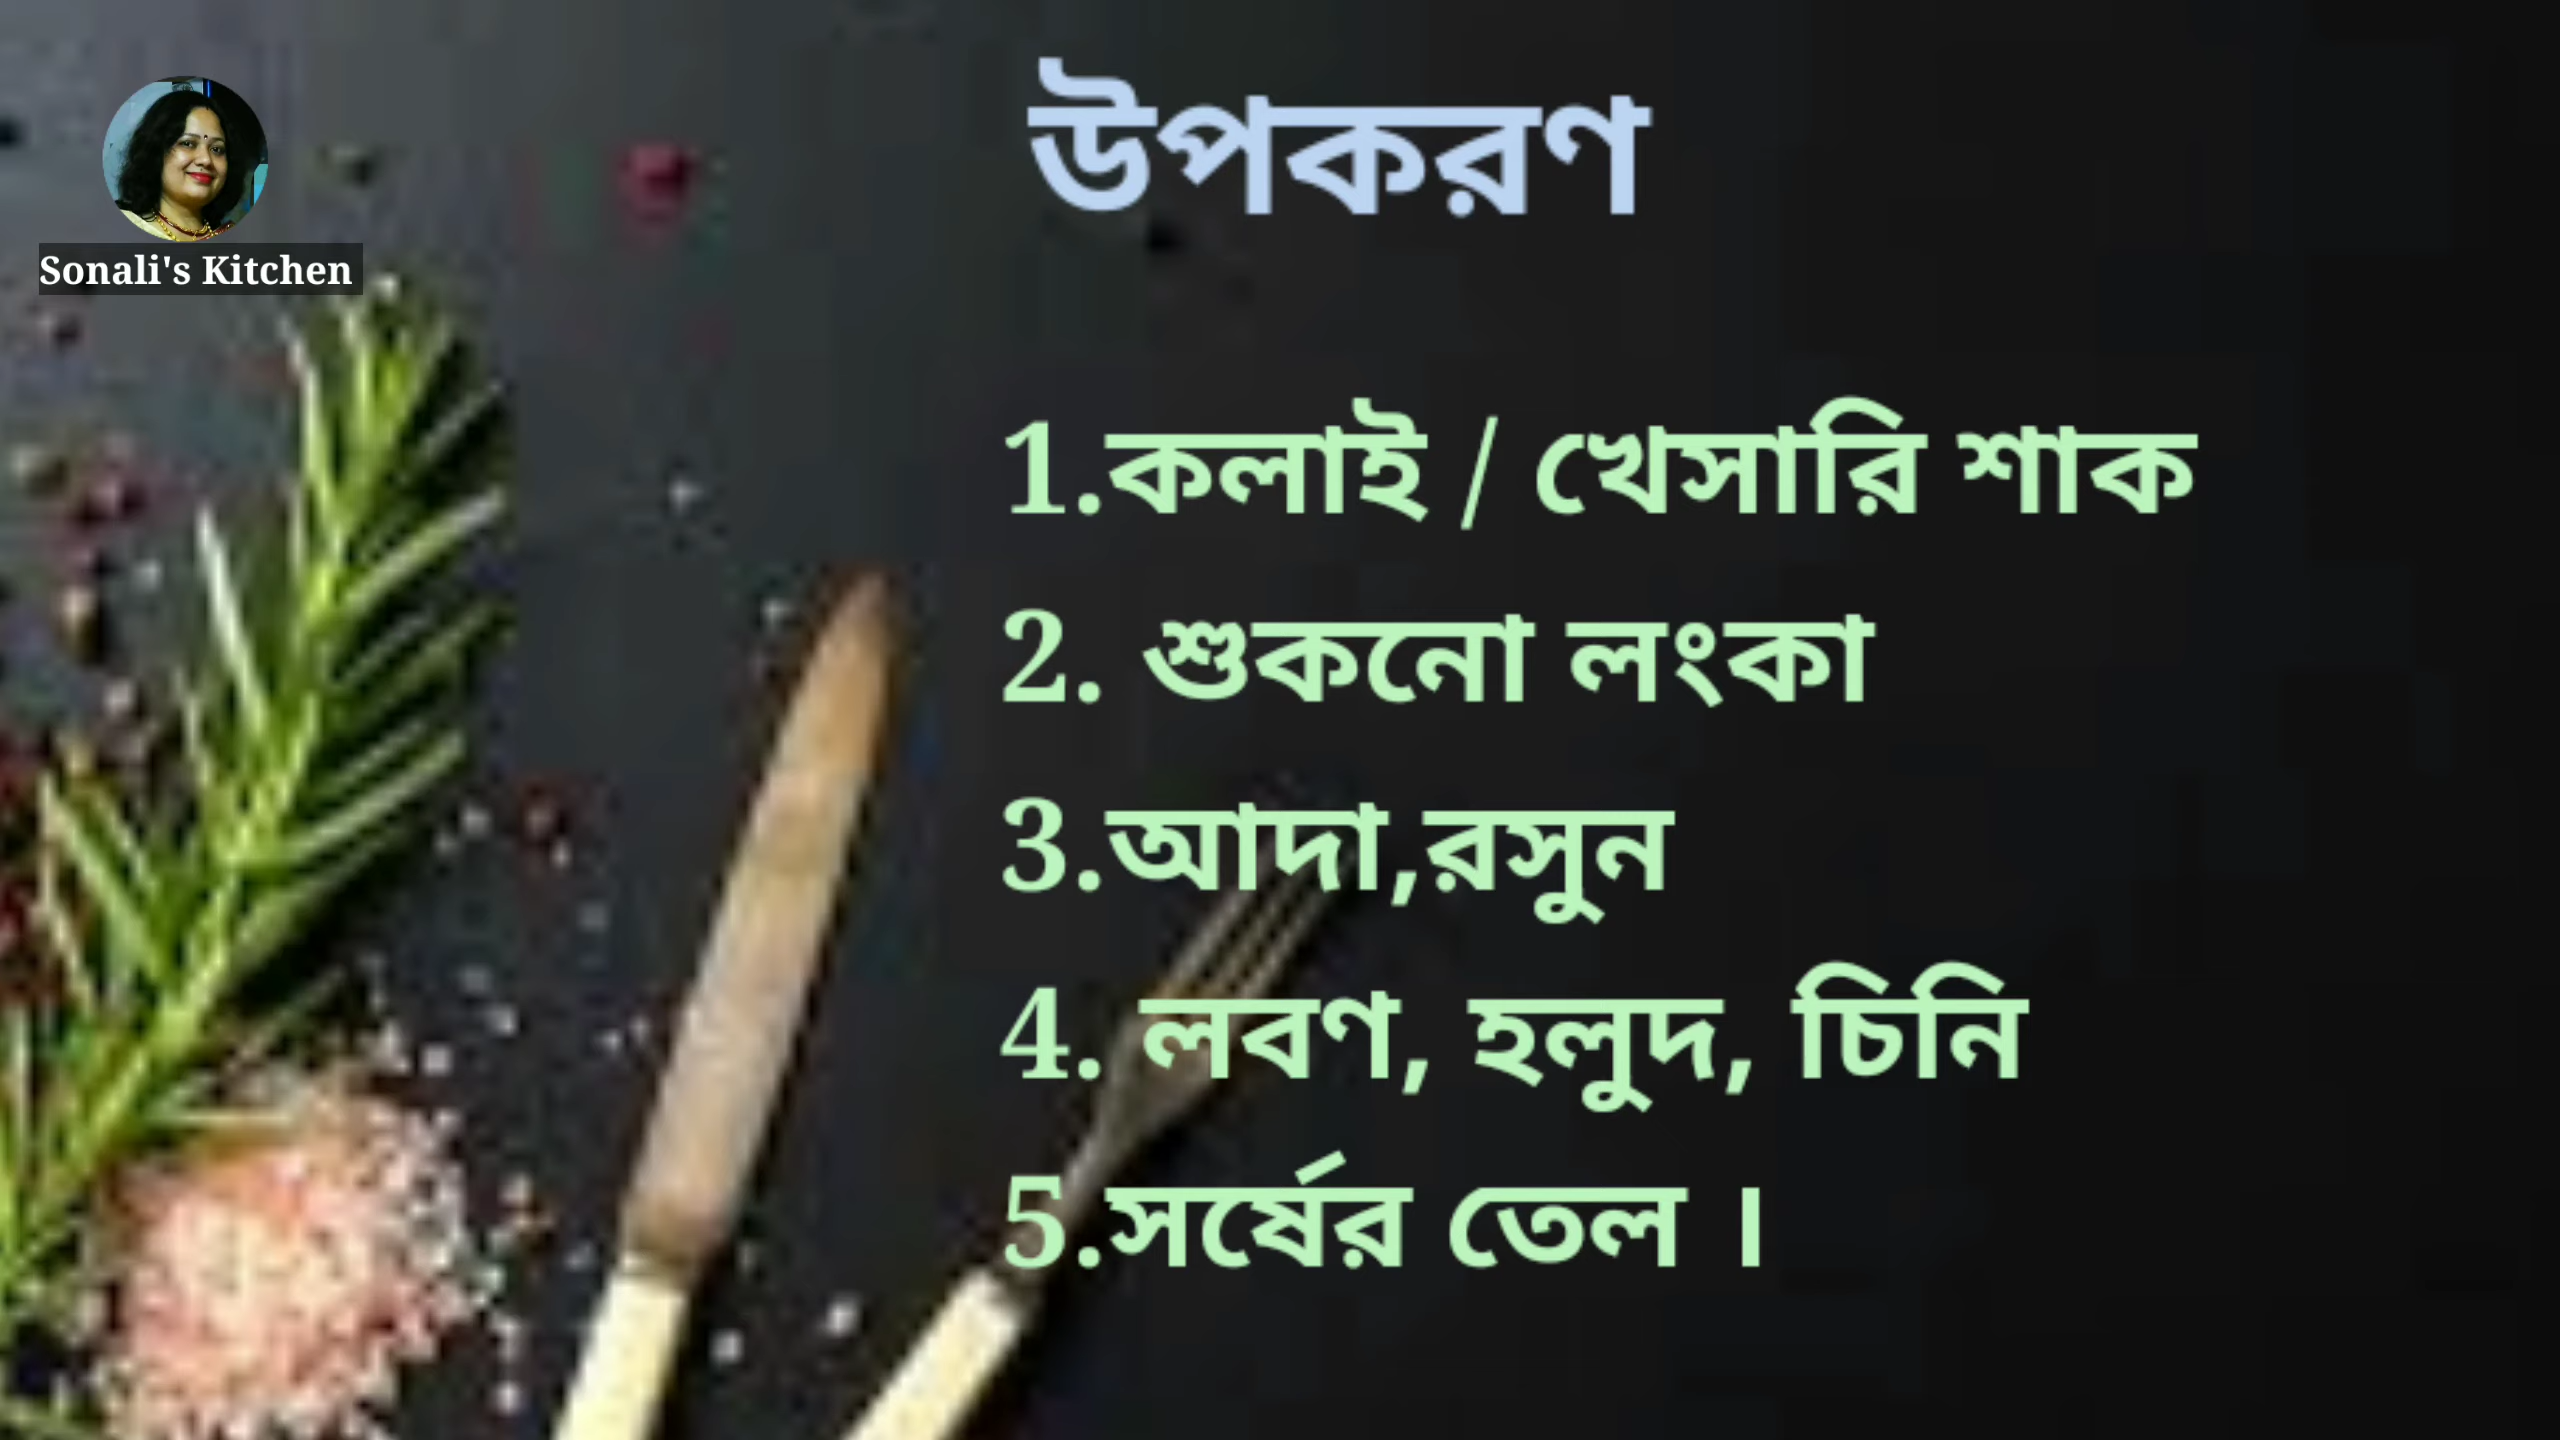 Sonali's Kitchen
উপকরণ
1.কলাই / খেসারি শাক
2. শুকনো লংকা
3.আদা,রসুন
4. লবণ, হলুদ, চিনি
5.সর্ষের তেল ।